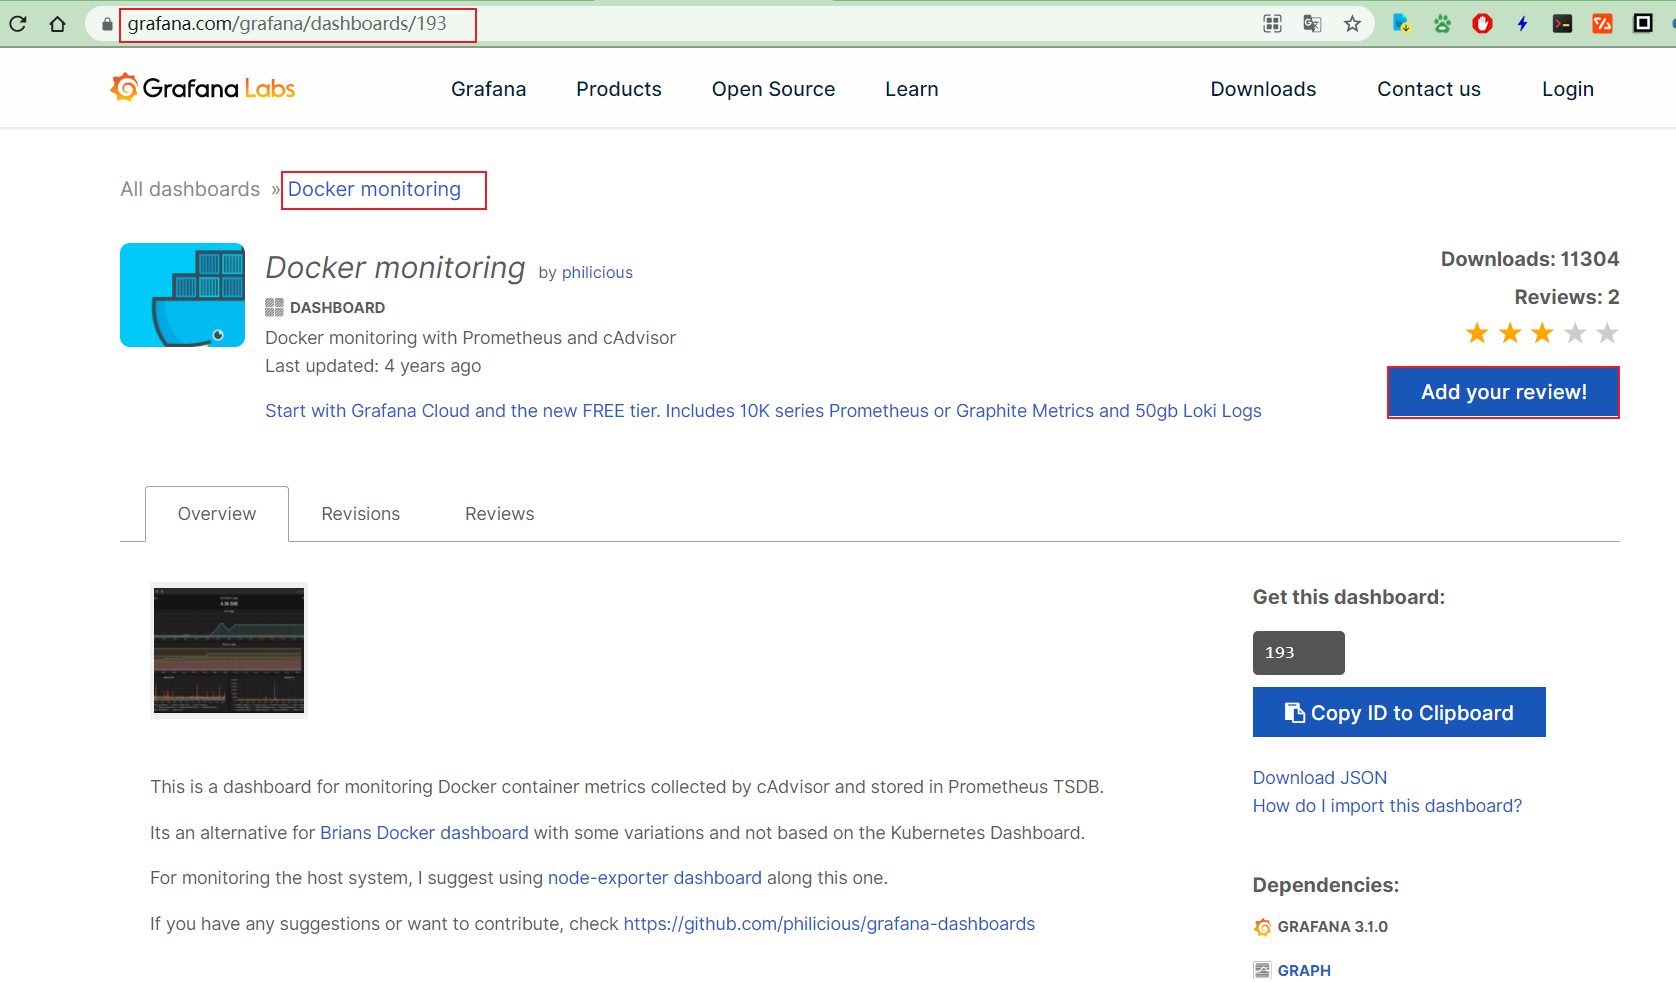 grafana.com/grafana/dashboards/193
Grafana Labs
Grafana Products Open Source Learn Downloads Contact us Login
All dashboards » Docker monitoring
Docker monitoring by philicious
DASHBOARD
Docker monitoring with Prometheus and cAdvisor
Last updated: 4 years ago
Start with Grafana Cloud and the new FREE tier. Includes 10K series Prometheus or Graphite Metrics and 50gb Loki Logs
Downloads: 11304
Reviews: 2
Add your review!
Overview Revisions Reviews
This is a dashboard for monitoring Docker container metrics collected by cAdvisor and stored in Prometheus TSDB.
Its an alternative for Brians Docker dashboard with some variations and not based on the Kubernetes Dashboard.
For monitoring the host system, I suggest using node-exporter dashboard along this one.
If you have any suggestions or want to contribute, check https://github.com/philicious/grafana-dashboards
Get this dashboard:
193
Copy ID to Clipboard
Download JSON
How do I import this dashboard?
Dependencies:
GRAFANA 3.1.0
GRAPH